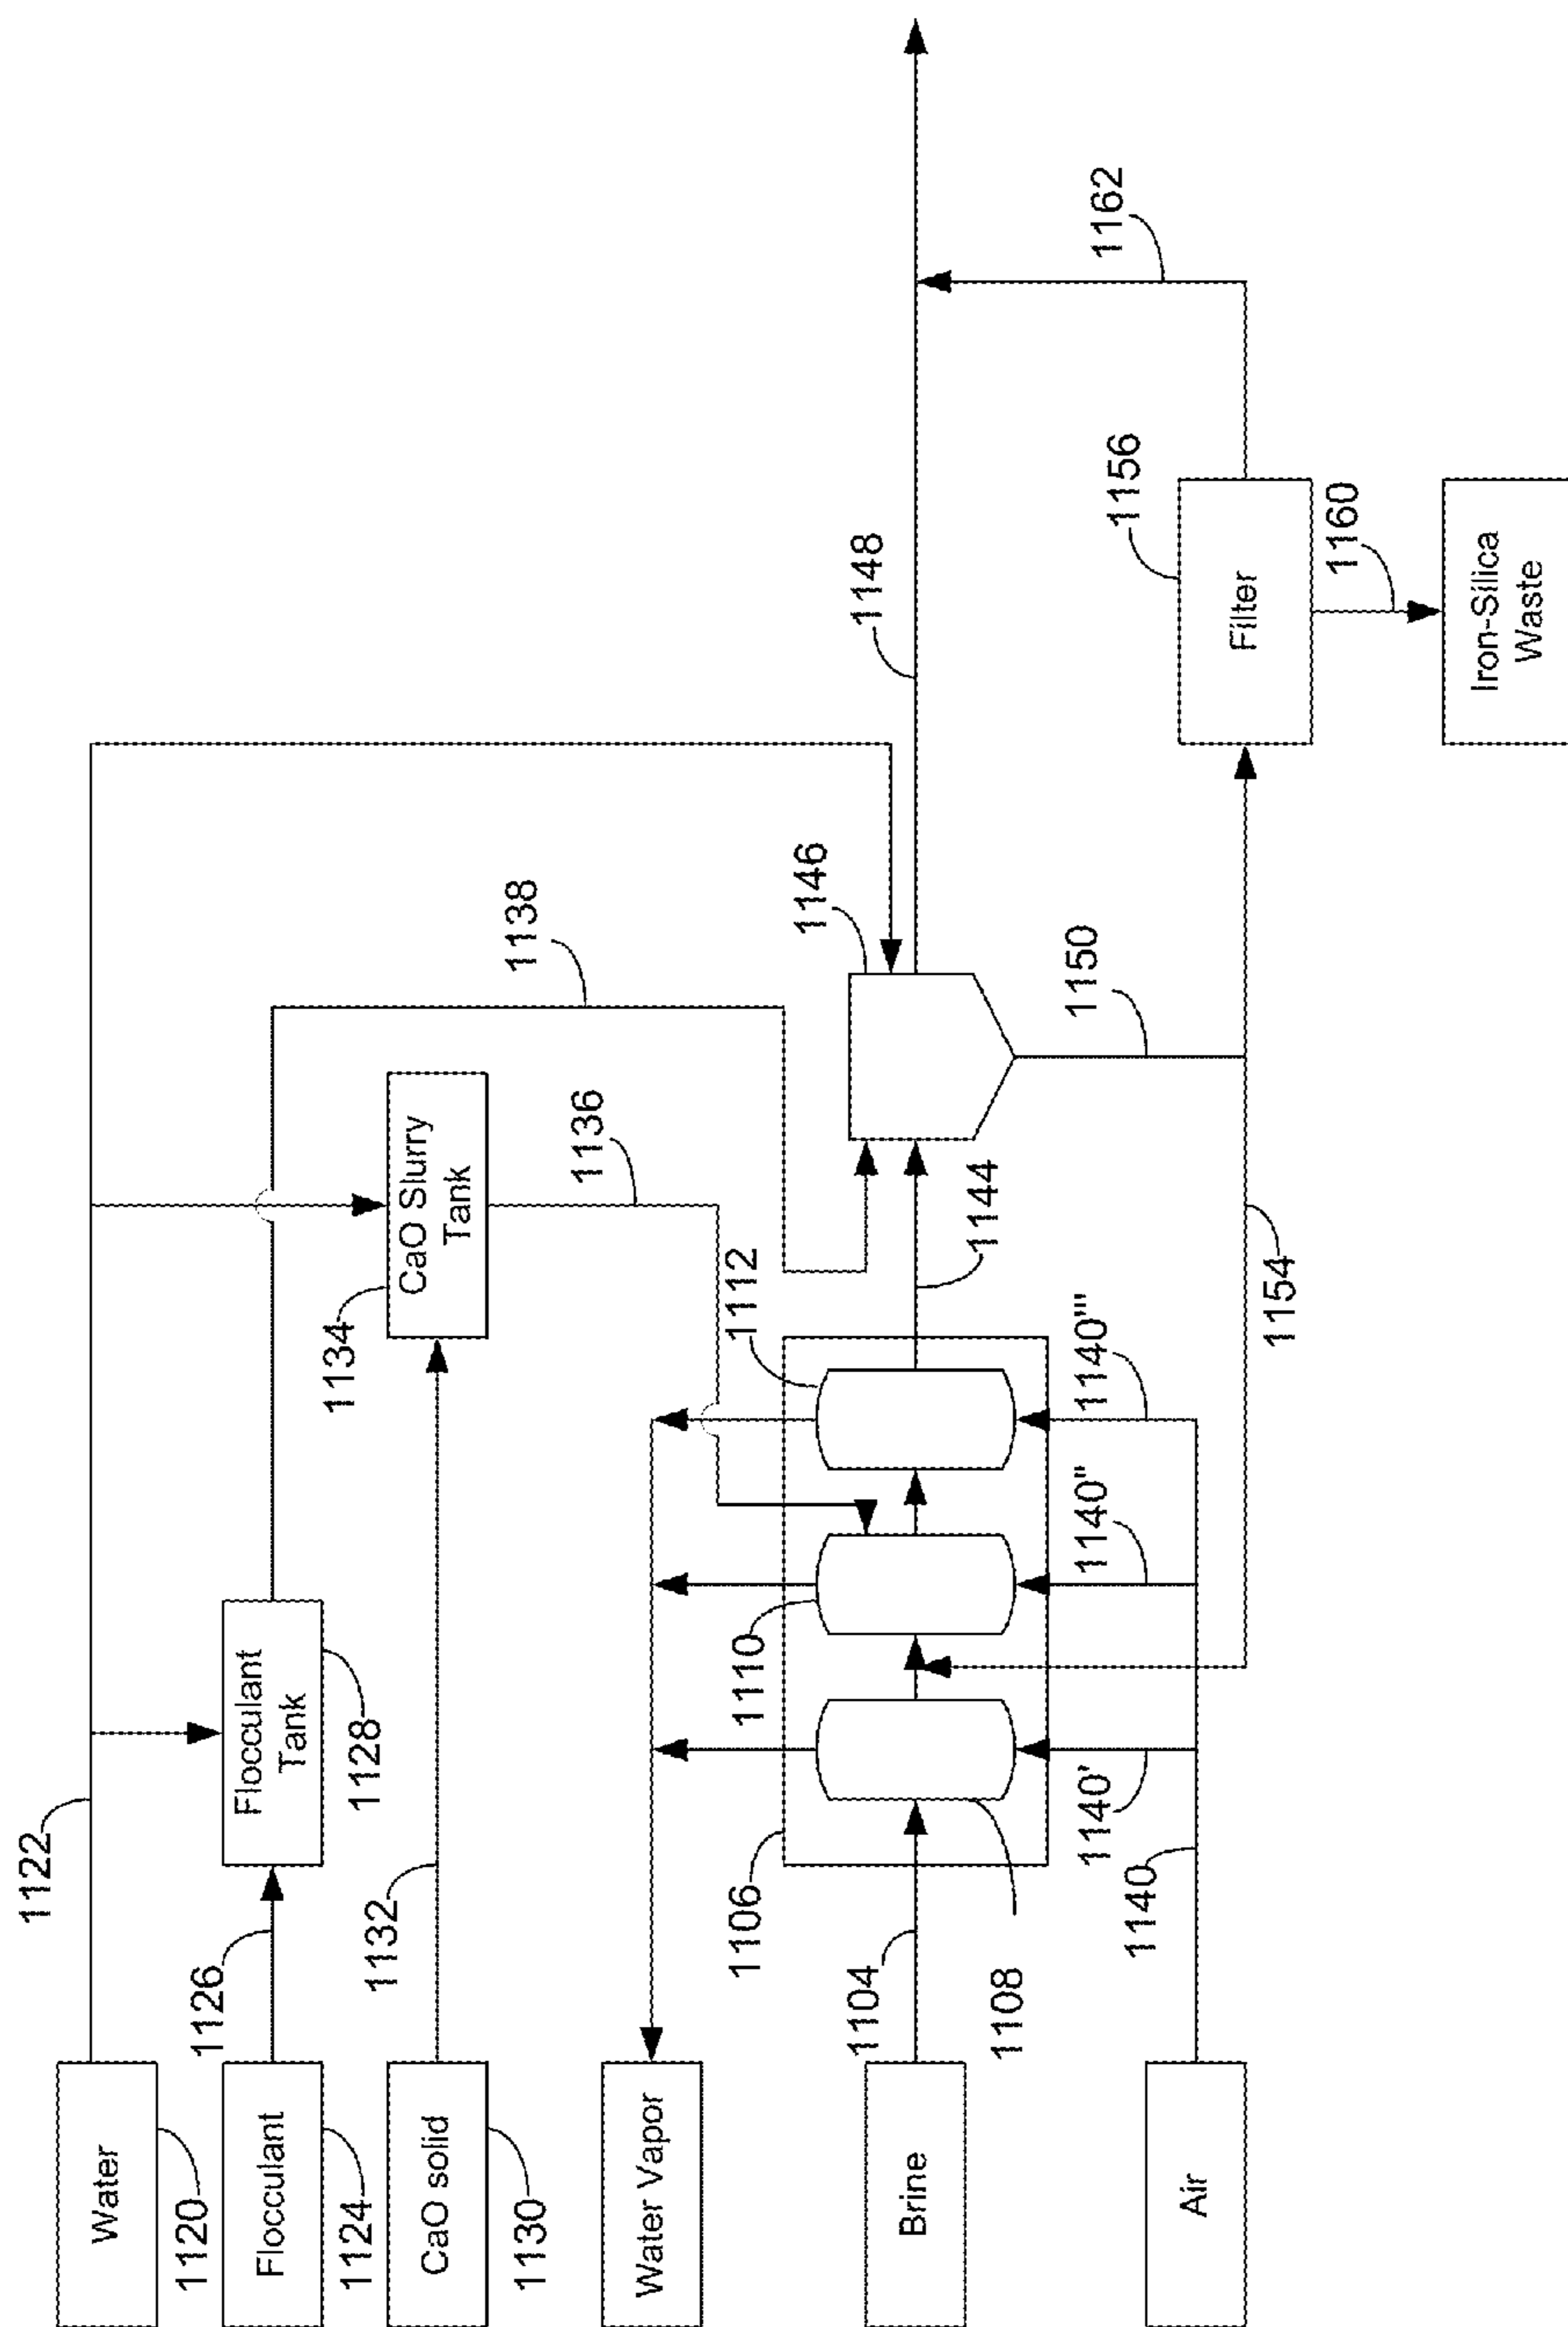 Water
1120
1122
Flocculant
1124
1126
Flocculant
Tank
1128
CaO solid
1130
1132
CaO Slurry
Tank
1134
1136
1138
Water Vapor
Brine
1104
1106
1108
1110
1112
1144
1146
1148
Air
1140
1140'
1140"
1140'"
1150
1154
Filter
1156
1160
1162
Iron-Silica
Waste